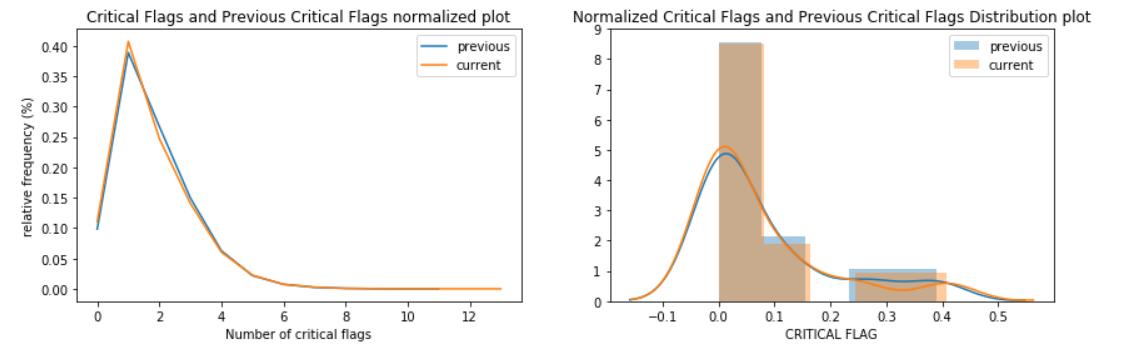 Critical Flags and Previous Critical Flags normalized plot
previous
current
0.40
0.35
0.30
0.25
0.20
0.15
0.10
0.05
0.00
relative frequency (%)
0 2 4 6 8 10 12
Number of critical flags
Normalized Critical Flags and Previous Critical Flags Distribution plot
previous
current
9
8
7
6
5
4
3
2
1
0
−0.1 0.0 0.1 0.2 0.3 0.4 0.5
CRITICAL FLAG